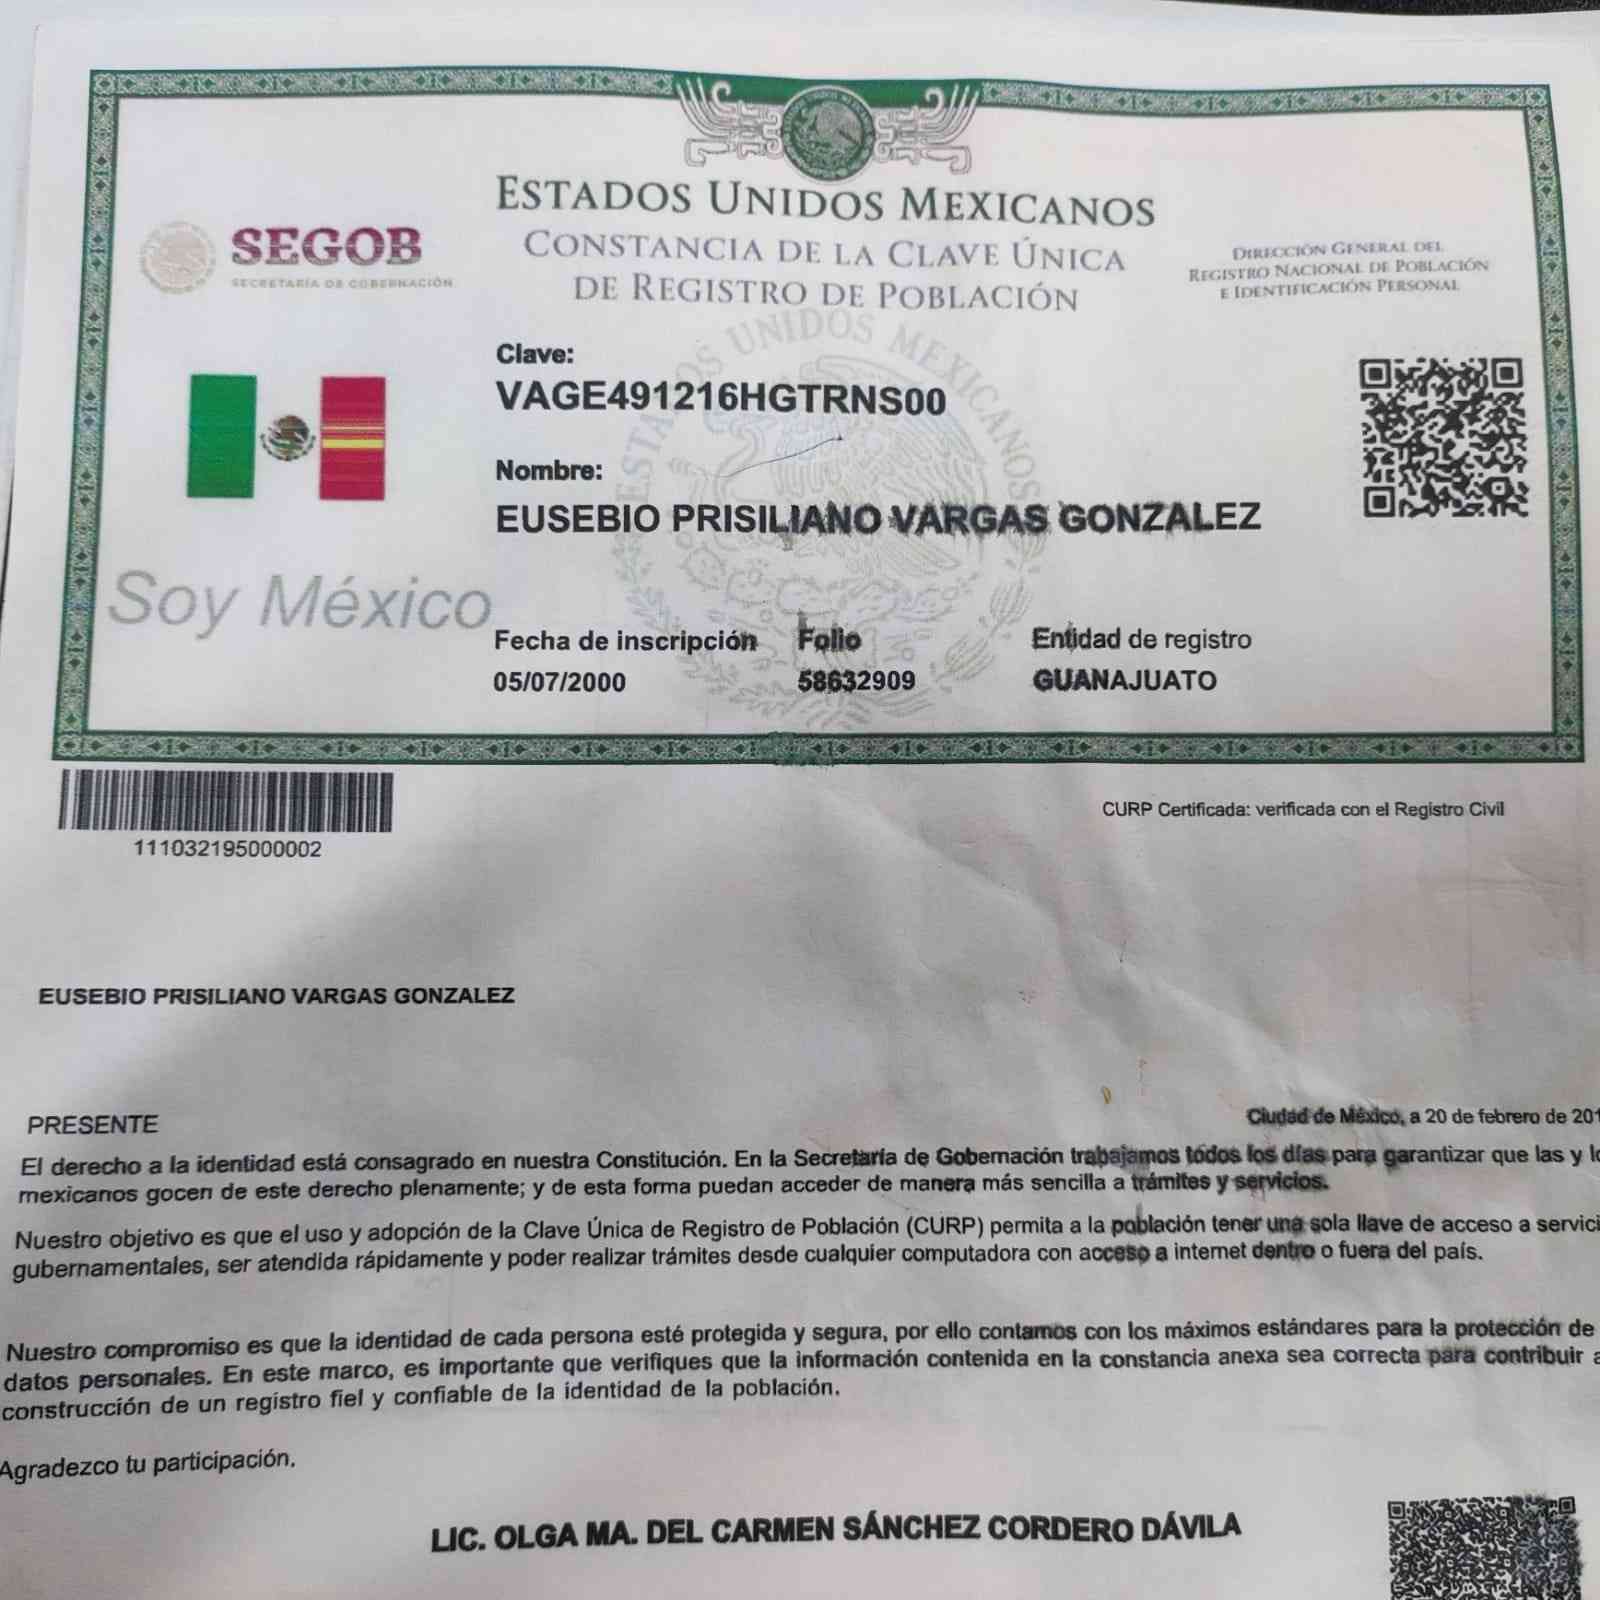 ESTADOS UNIDOS MEXICANOS
CONSTANCIA DE LA CLAVE ÚNICA
DE REGISTRO DE POBLACIÓN
SEGOB
SECRETARÍA DE GOBERNACIÓN
DIRECCIÓN GENERAL DEL
REGISTRO NACIONAL DE POBLACIÓN
E IDENTIFICACIÓN PERSONAL
ESTADOS UNIDOS MEXICANOS
Clave:
VAGE491216HGTRNS00
Nombre:
EUSEBIO PRISILIANO VARGAS GONZALEZ
Soy México
Fecha de inscripción Folio Entidad de registro
05/07/2000 58632909 GUANAJUATO
111032195000002
CURP Certificada: verificada con el Registro Civil
EUSEBIO PRISILIANO VARGAS GONZALEZ
PRESENTE
Ciudad de México, a 20 de febrero de 201
El derecho a la identidad está consagrado en nuestra Constitución. En la Secretaría de Gobernación trabajamos todos los días para garantizar que las y lo
mexicanos gocen de este derecho plenamente; y de esta forma puedan acceder de manera más sencilla a trámites y servicios.
Nuestro objetivo es que el uso y adopción de la Clave Única de Registro de Población (CURP) permita a la población tener una sola llave de acceso a servici
gubernamentales, ser atendida rápidamente y poder realizar trámites desde cualquier computadora con acceso a internet dentro o fuera del país.
Nuestro compromiso es que la identidad de cada persona esté protegida y segura, por ello contamos con los máximos estándares para la protección de
datos personales. En este marco, es importante que verifiques que la información contenida en la constancia anexa sea correcta para contribuir a
construcción de un registro fiel y confiable de la identidad de la población.
Agradezco tu participación.
LIC. OLGA MA. DEL CARMEN SÁNCHEZ CORDERO DÁVILA